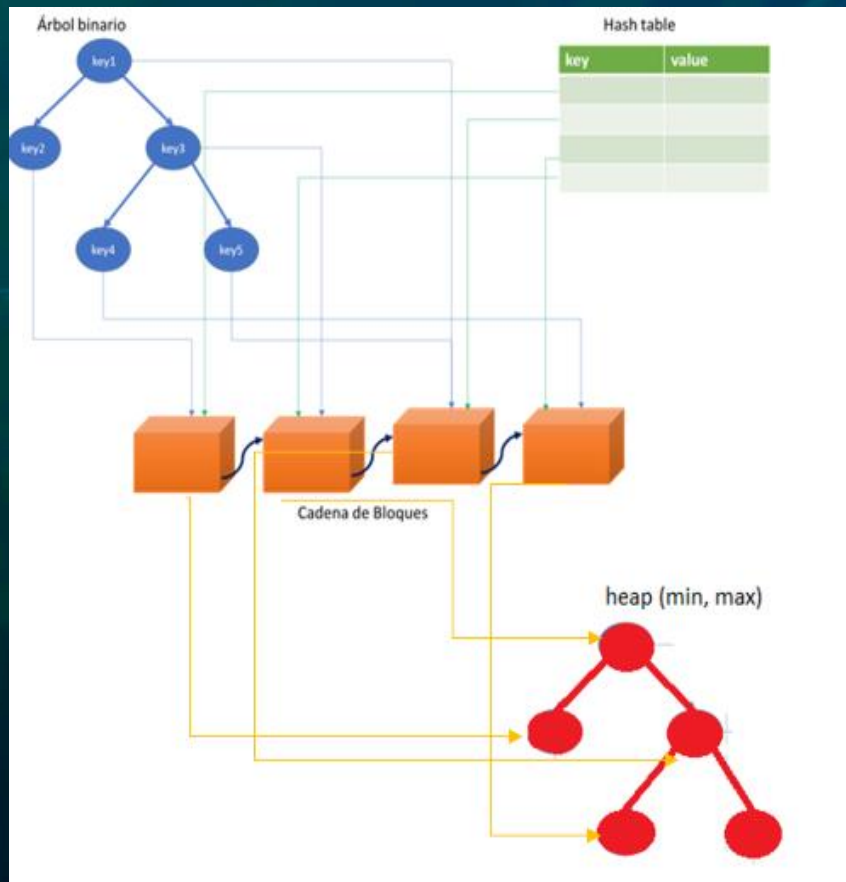 Árbol binario
Hash table
key value
key1
key2
key3
key4
key5
Cadena de Bloques
heap (min, max)